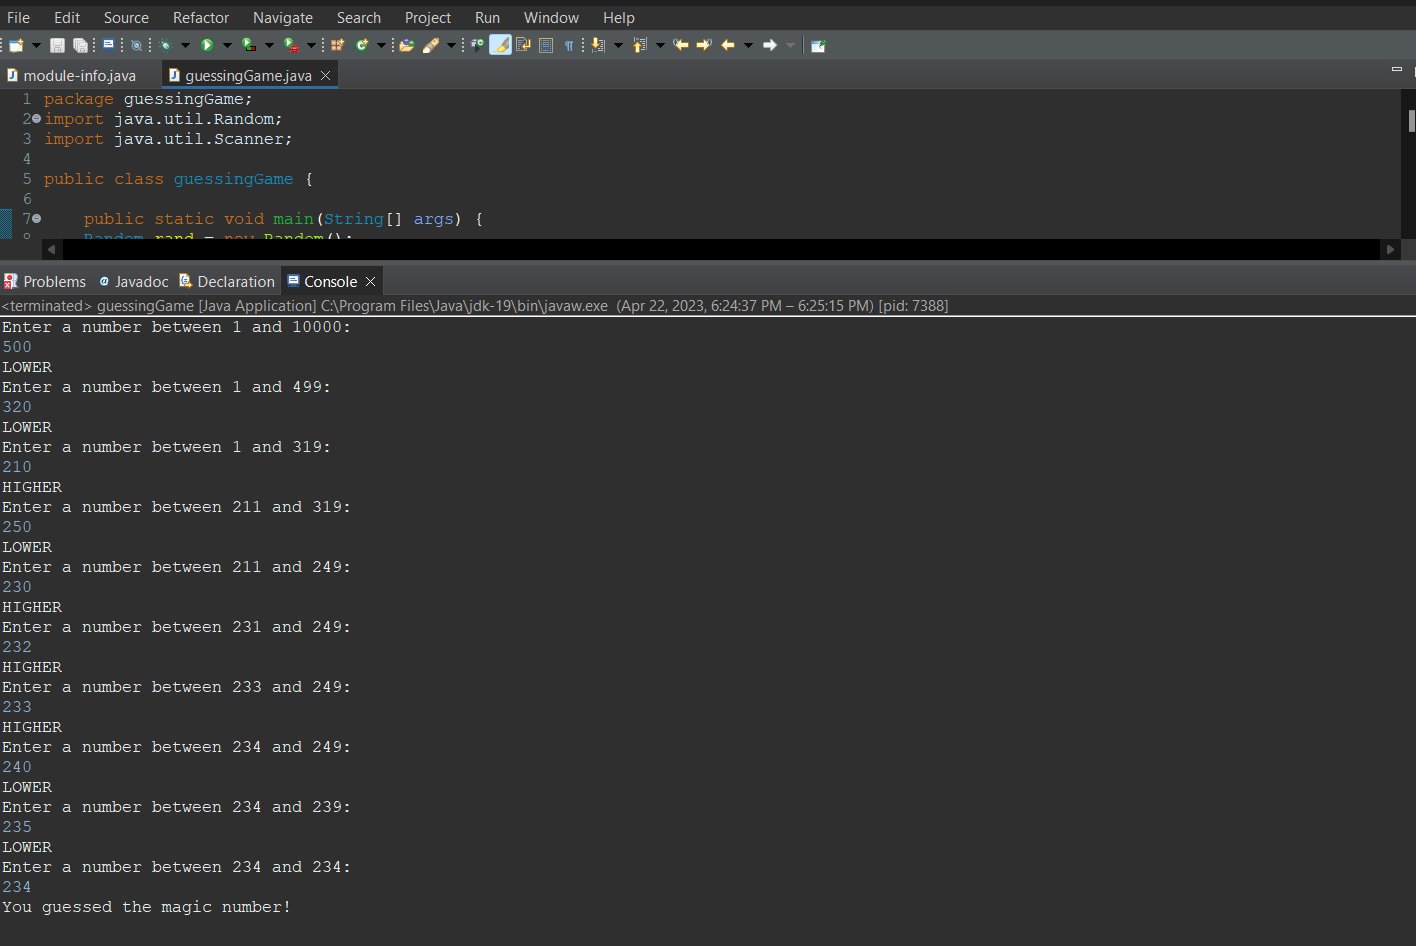 File Edit Source Refactor Navigate Search Project Run Window Help
module-info.java guessingGame.java
1 package guessingGame;
2 import java.util.Random;
3 import java.util.Scanner;
4
5 public class guessingGame {
6
7 public static void main(String[] args) {
8 Random rand = new Random();
Problems Javadoc Declaration Console
<terminated> guessingGame [Java Application] C:\Program Files\Java\jdk-19\bin\javaw.exe (Apr 22, 2023, 6:24:37 PM – 6:25:15 PM) [pid: 7388]
Enter a number between 1 and 10000:
500
LOWER
Enter a number between 1 and 499:
320
LOWER
Enter a number between 1 and 319:
210
HIGHER
Enter a number between 211 and 319:
250
LOWER
Enter a number between 211 and 249:
230
HIGHER
Enter a number between 231 and 249:
232
HIGHER
Enter a number between 233 and 249:
233
HIGHER
Enter a number between 234 and 249:
240
LOWER
Enter a number between 234 and 239:
235
LOWER
Enter a number between 234 and 234:
234
You guessed the magic number!